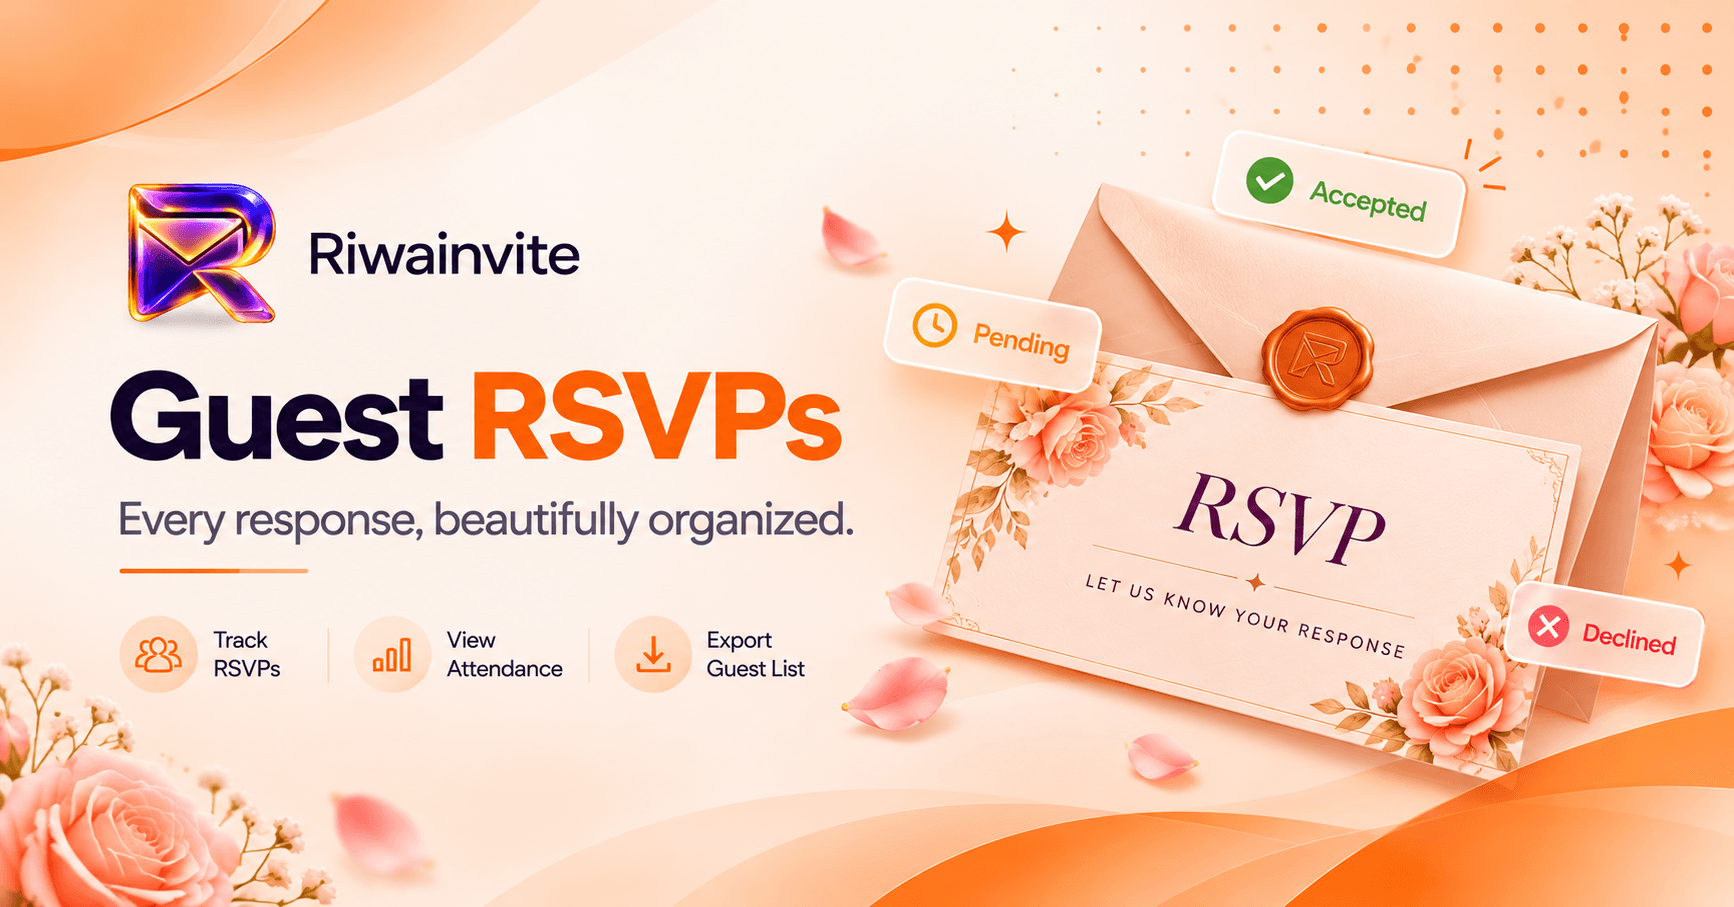 Riwainvite
Guest RSVPs
Every response, beautifully organized.
Track
RSVPs
View
Attendance
Export
Guest List
Accepted
Pending
RSVP
LET US KNOW YOUR RESPONSE
Declined